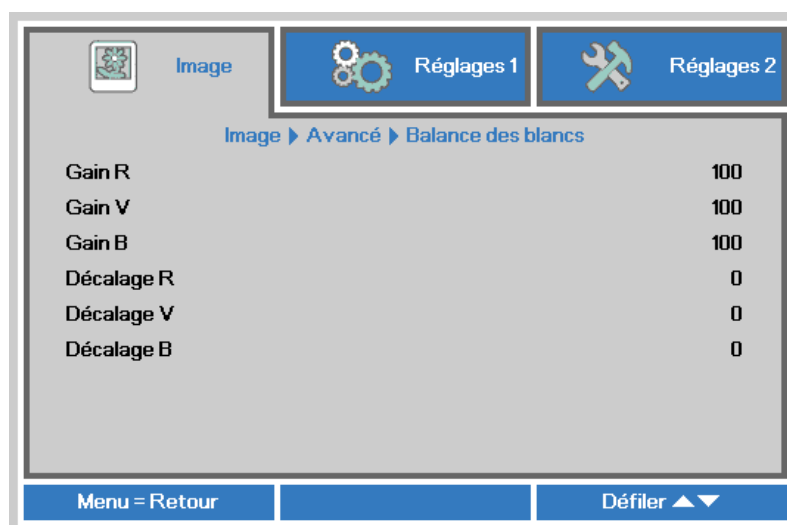 Image
Réglages 1
Réglages 2
Image ▶ Avancé ▶ Balance des blancs
Gain R 100
Gain V 100
Gain B 100
Décalage R 0
Décalage V 0
Décalage B 0
Menu = Retour
Défiler ▲▼